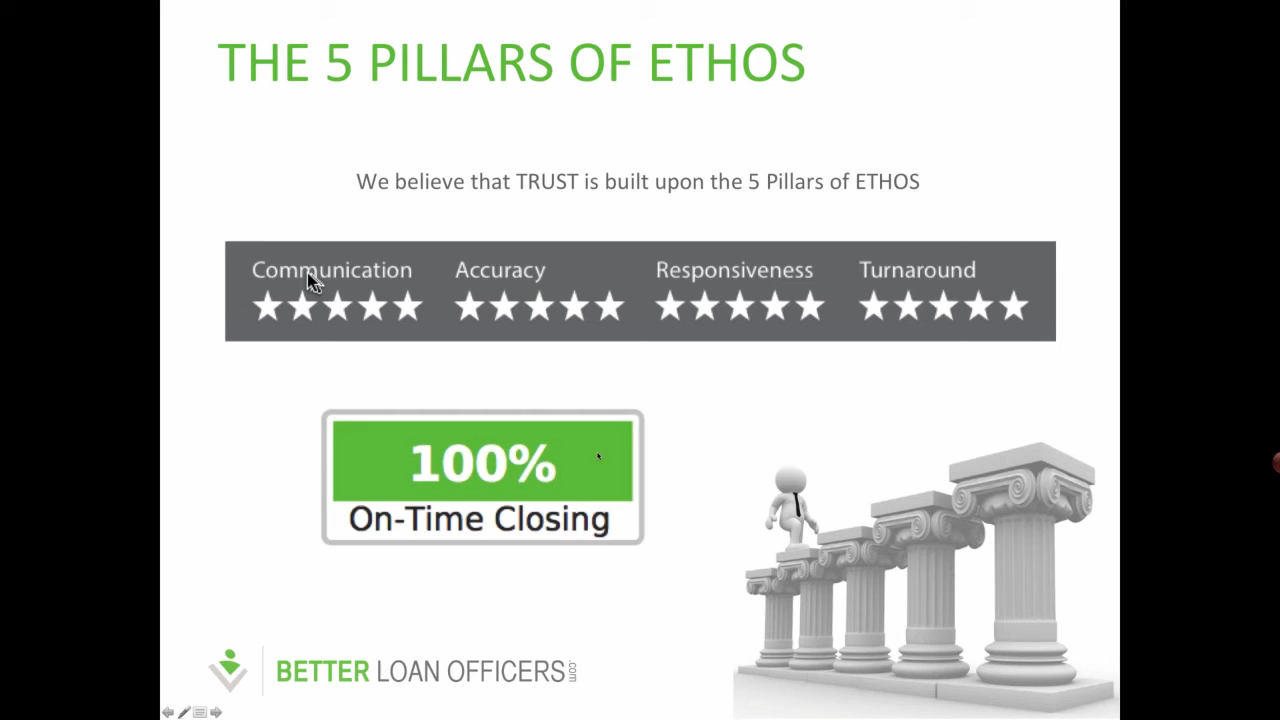 THE 5 PILLARS OF ETHOS
We believe that TRUST is built upon the 5 Pillars of ETHOS
Communication Accuracy Responsiveness Turnaround
100%
On-Time Closing
BETTER LOAN OFFICERS.com